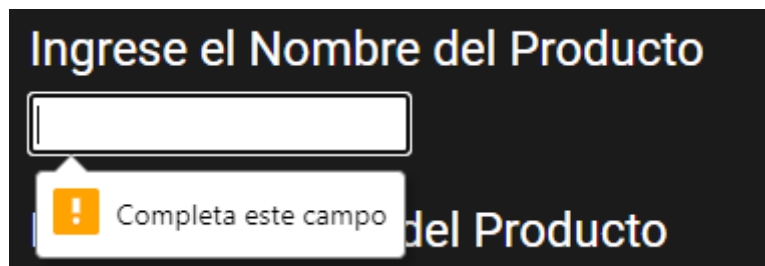 Ingrese el Nombre del Producto
Completa este campo
del Producto